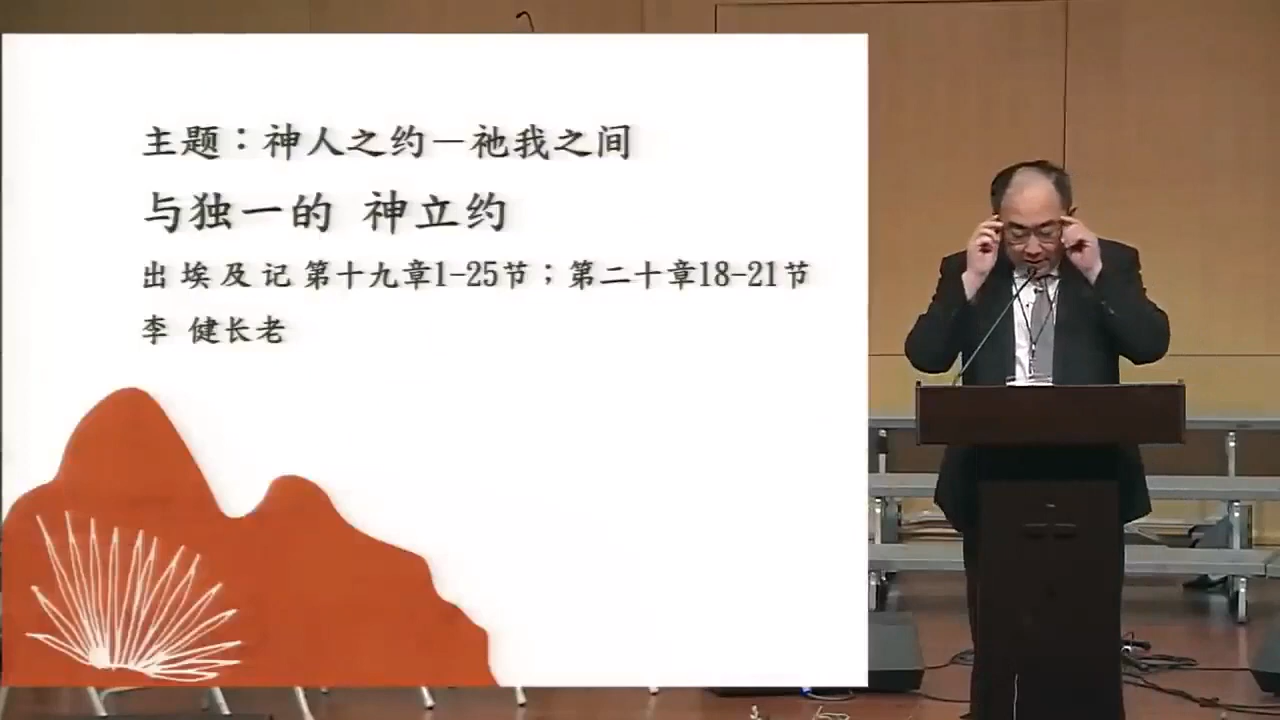 主题：神人之约－祂我之间
与独一的 神立约
出埃及记 第十九章1-25节；第二十章18-21节
李 健长老